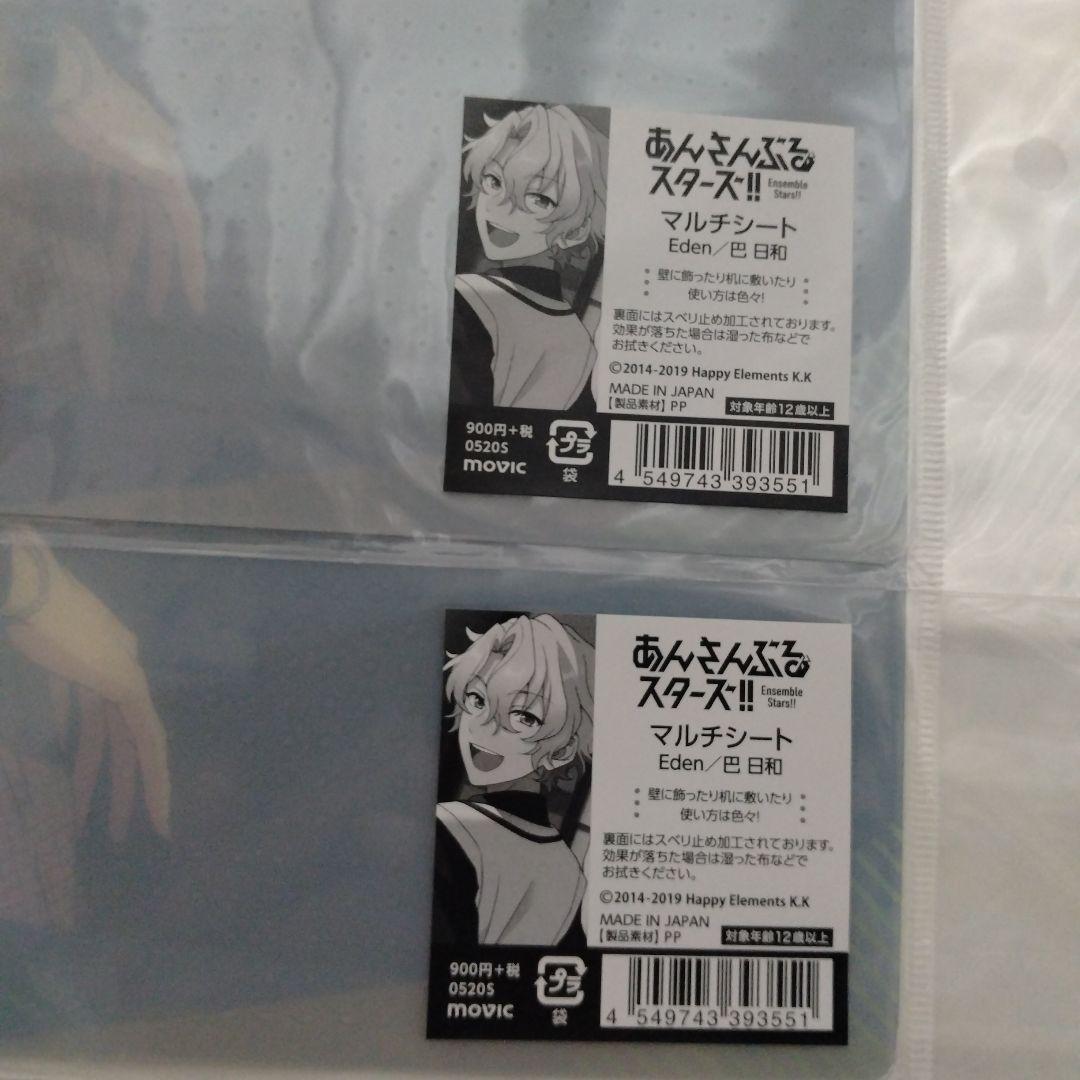 あんさんぶる
スターズ!!
Ensemble
Stars!!
マルチシート
Eden/巴 日和
壁に飾ったり机に敷いたり
使い方は色々!
裏面にはスベリ止め加工されております。
効果が落ちた場合は湿った布などで
お拭きください。
©2014-2019 Happy Elements K.K
MADE IN JAPAN
【製品素材】PP
対象年齢12歳以上
900円+税
0520S
movic
プラ
袋
4 549743 393551
あんさんぶる
スターズ!!
Ensemble
Stars!!
マルチシート
Eden/巴 日和
壁に飾ったり机に敷いたり
使い方は色々!
裏面にはスベリ止め加工されております。
効果が落ちた場合は湿った布などで
お拭きください。
©2014-2019 Happy Elements K.K
MADE IN JAPAN
【製品素材】PP
対象年齢12歳以上
900円+税
0520S
movic
プラ
袋
4 549743 393551